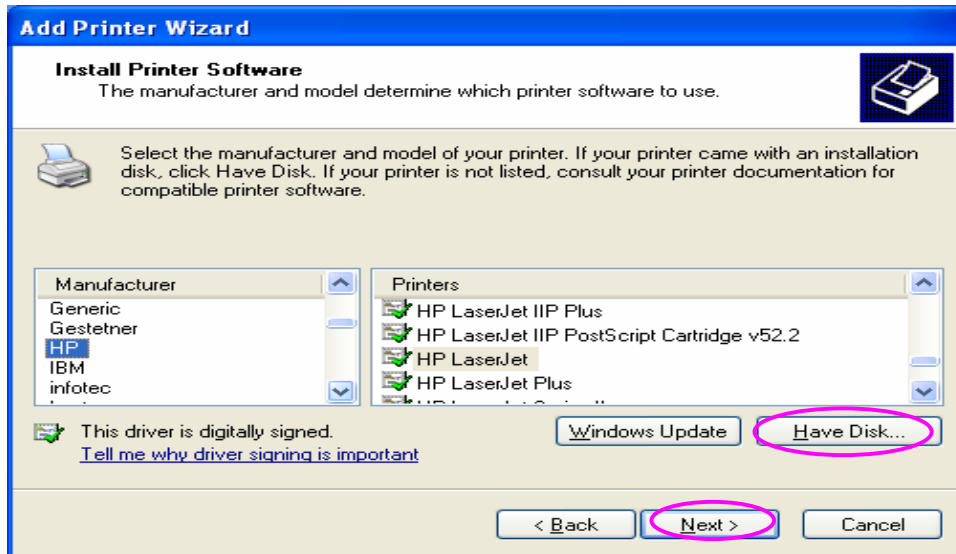 Add Printer Wizard
Install Printer Software
The manufacturer and model determine which printer software to use.
Select the manufacturer and model of your printer. If your printer came with an installation
disk, click Have Disk. If your printer is not listed, consult your printer documentation for
compatible printer software.
Manufacturer
Generic
Gestetner
HP
IBM
infotec
Printers
HP LaserJet IIP Plus
HP LaserJet IIP PostScript Cartridge v52.2
HP LaserJet
HP LaserJet Plus
This driver is digitally signed.
Tell me why driver signing is important
Windows Update
Have Disk...
< Back
Next >
Cancel